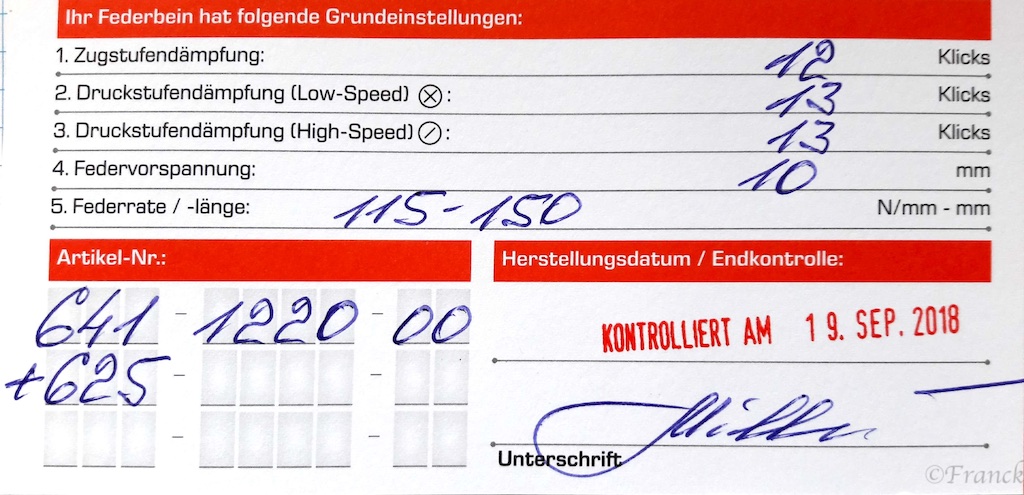 Ihr Federbein hat folgende Grundeinstellungen:
1. Zugstufendämpfung: 12 Klicks
2. Druckstufendämpfung (Low-Speed) ⊗: 13 Klicks
3. Druckstufendämpfung (High-Speed) ⊘: 13 Klicks
4. Federvorspannung: 10 mm
5. Federrate / -länge: 115-150 N/mm - mm
Artikel-Nr.:
641 - 1220 - 00
+625 - -
- -
Herstellungsdatum / Endkontrolle:
KONTROLLIERT AM 19. SEP. 2018
Unterschrift
©Franck